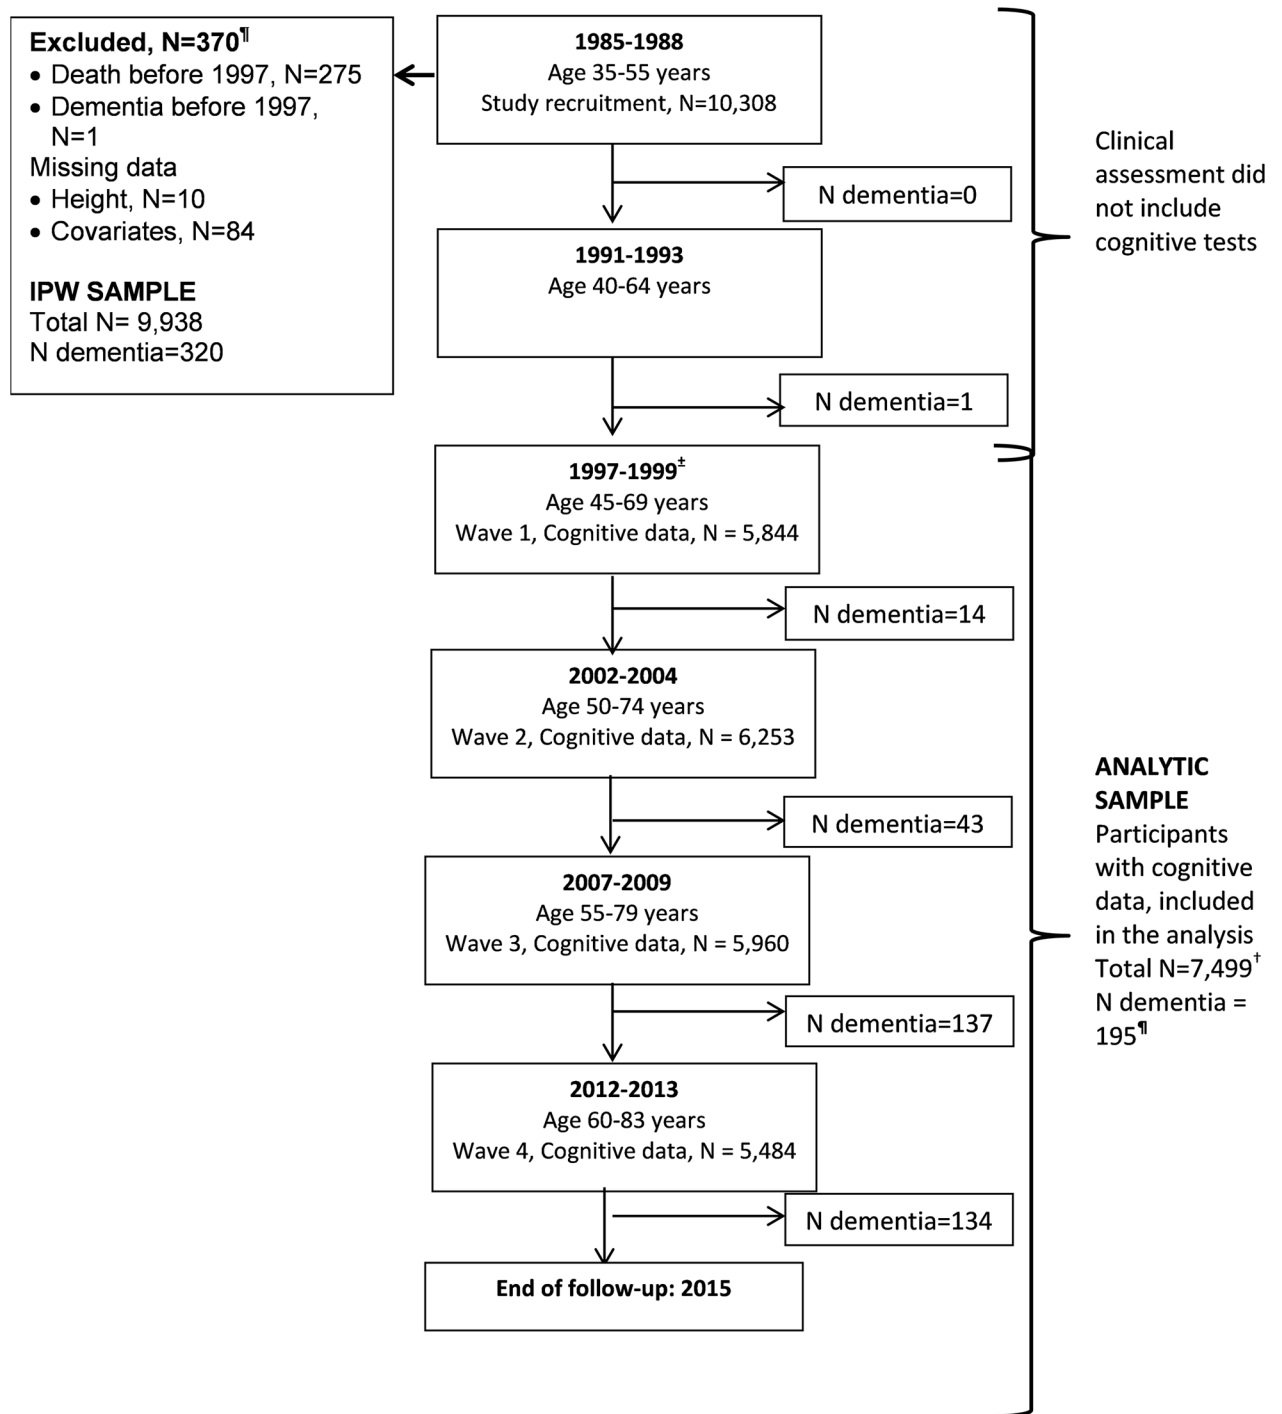 Excluded, N=370¶
• Death before 1997, N=275
• Dementia before 1997,
N=1
Missing data
• Height, N=10
• Covariates, N=84
IPW SAMPLE
Total N= 9,938
N dementia=320
1985-1988
Age 35-55 years
Study recruitment, N=10,308
N dementia=0
1991-1993
Age 40-64 years
N dementia=1
Clinical
assessment did
not include
cognitive tests
1997-1999±
Age 45-69 years
Wave 1, Cognitive data, N = 5,844
N dementia=14
2002-2004
Age 50-74 years
Wave 2, Cognitive data, N = 6,253
N dementia=43
2007-2009
Age 55-79 years
Wave 3, Cognitive data, N = 5,960
N dementia=137
2012-2013
Age 60-83 years
Wave 4, Cognitive data, N = 5,484
N dementia=134
End of follow-up: 2015
ANALYTIC
SAMPLE
Participants
with cognitive
data, included
in the analysis
Total N=7,499†
N dementia =
195¶